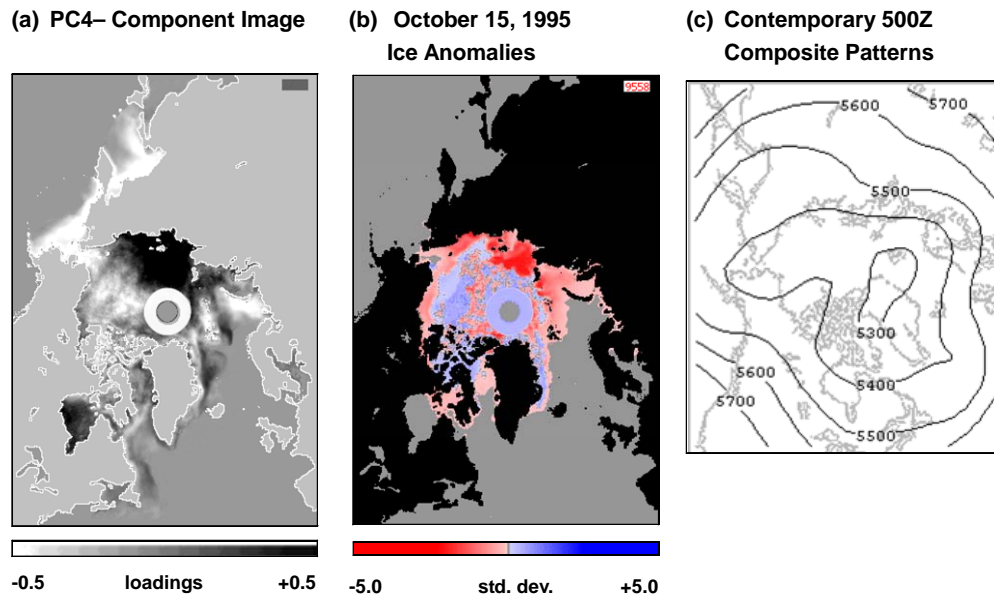 (a) PC4– Component Image
(b) October 15, 1995
Ice Anomalies
(c) Contemporary 500Z
Composite Patterns
9558
5600
5700
5500
5300
5400
5600
5700
5500
-0.5 loadings +0.5
-5.0 std. dev. +5.0